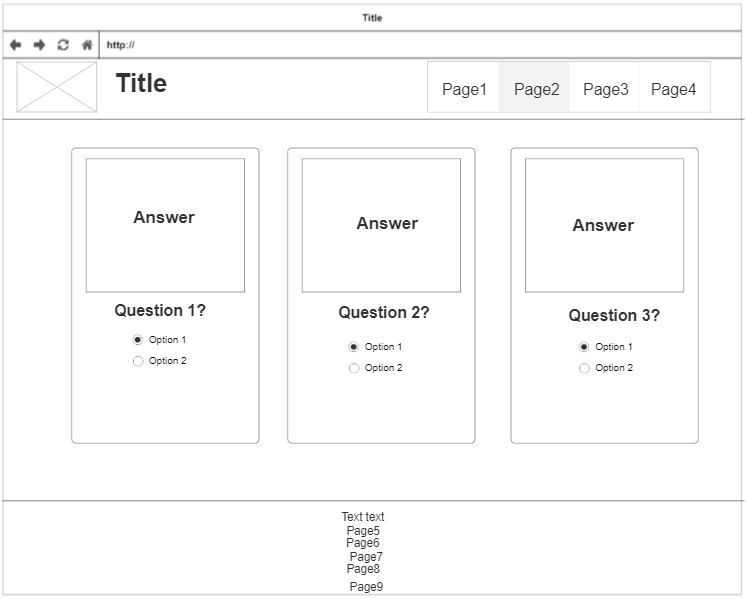 Title
http://
Title
Page1 Page2 Page3 Page4
Answer
Question 1?
Option 1
Option 2
Answer
Question 2?
Option 1
Option 2
Answer
Question 3?
Option 1
Option 2
Text text
Page5
Page6
Page7
Page8
Page9